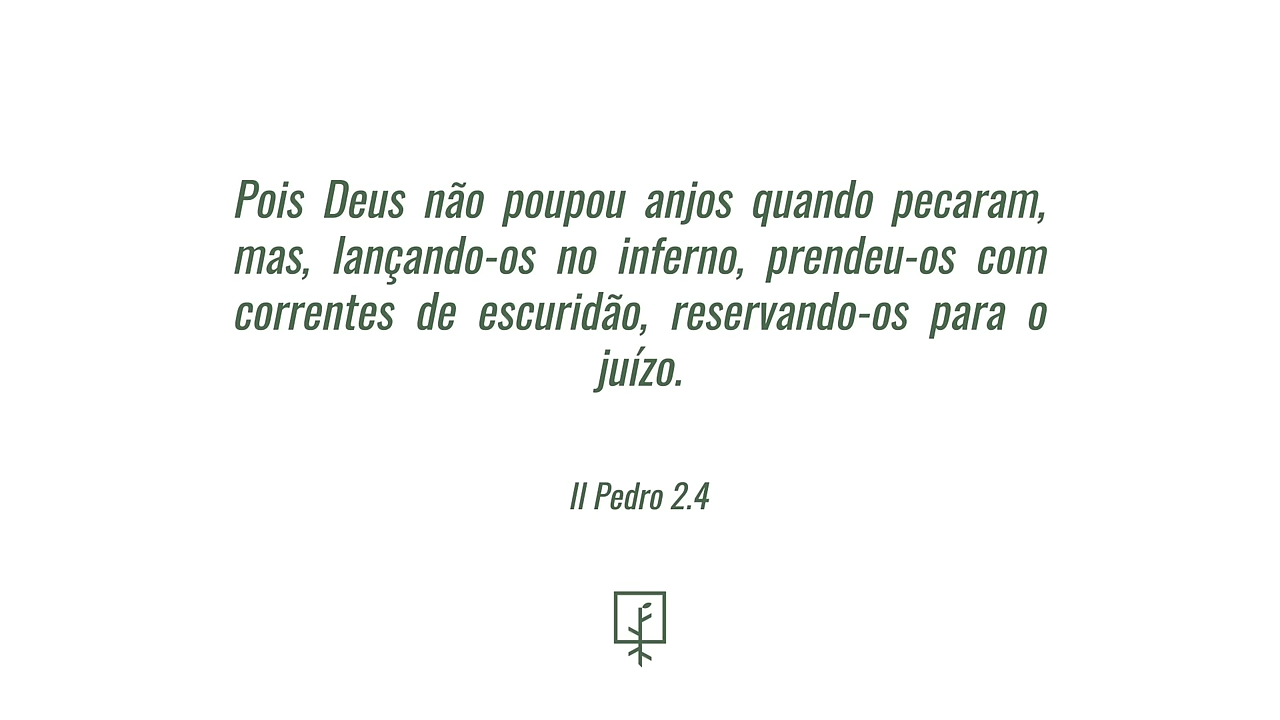 Pois Deus não poupou anjos quando pecaram,
mas, lançando-os no inferno, prendeu-os com
correntes de escuridão, reservando-os para o
juízo.
II Pedro 2.4